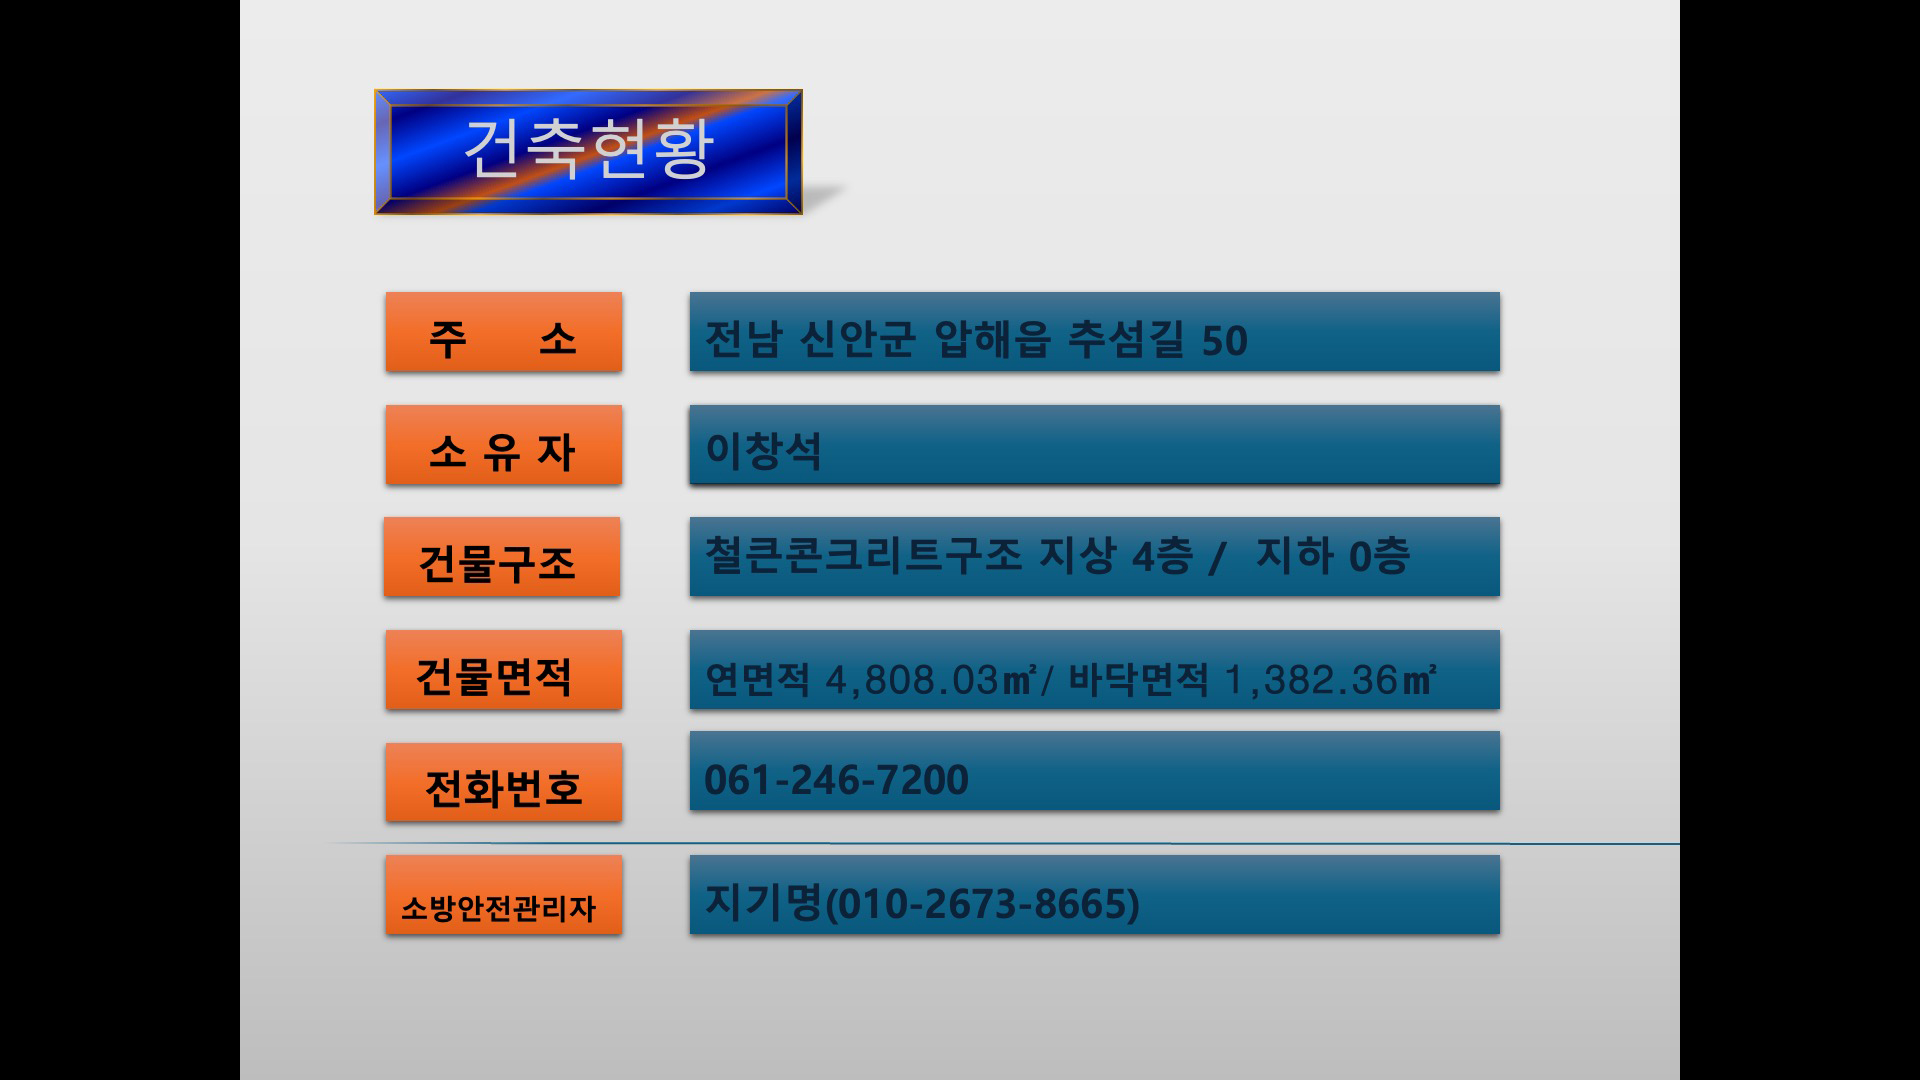 건축현황
주 소
전남 신안군 압해읍 추섬길 50
소 유 자
이창석
건물구조
철큰콘크리트구조 지상 4층 / 지하 0층
건물면적
연면적 4,808.03㎡/ 바닥면적 1,382.36㎡
전화번호
061-246-7200
소방안전관리자
지기명(010-2673-8665)